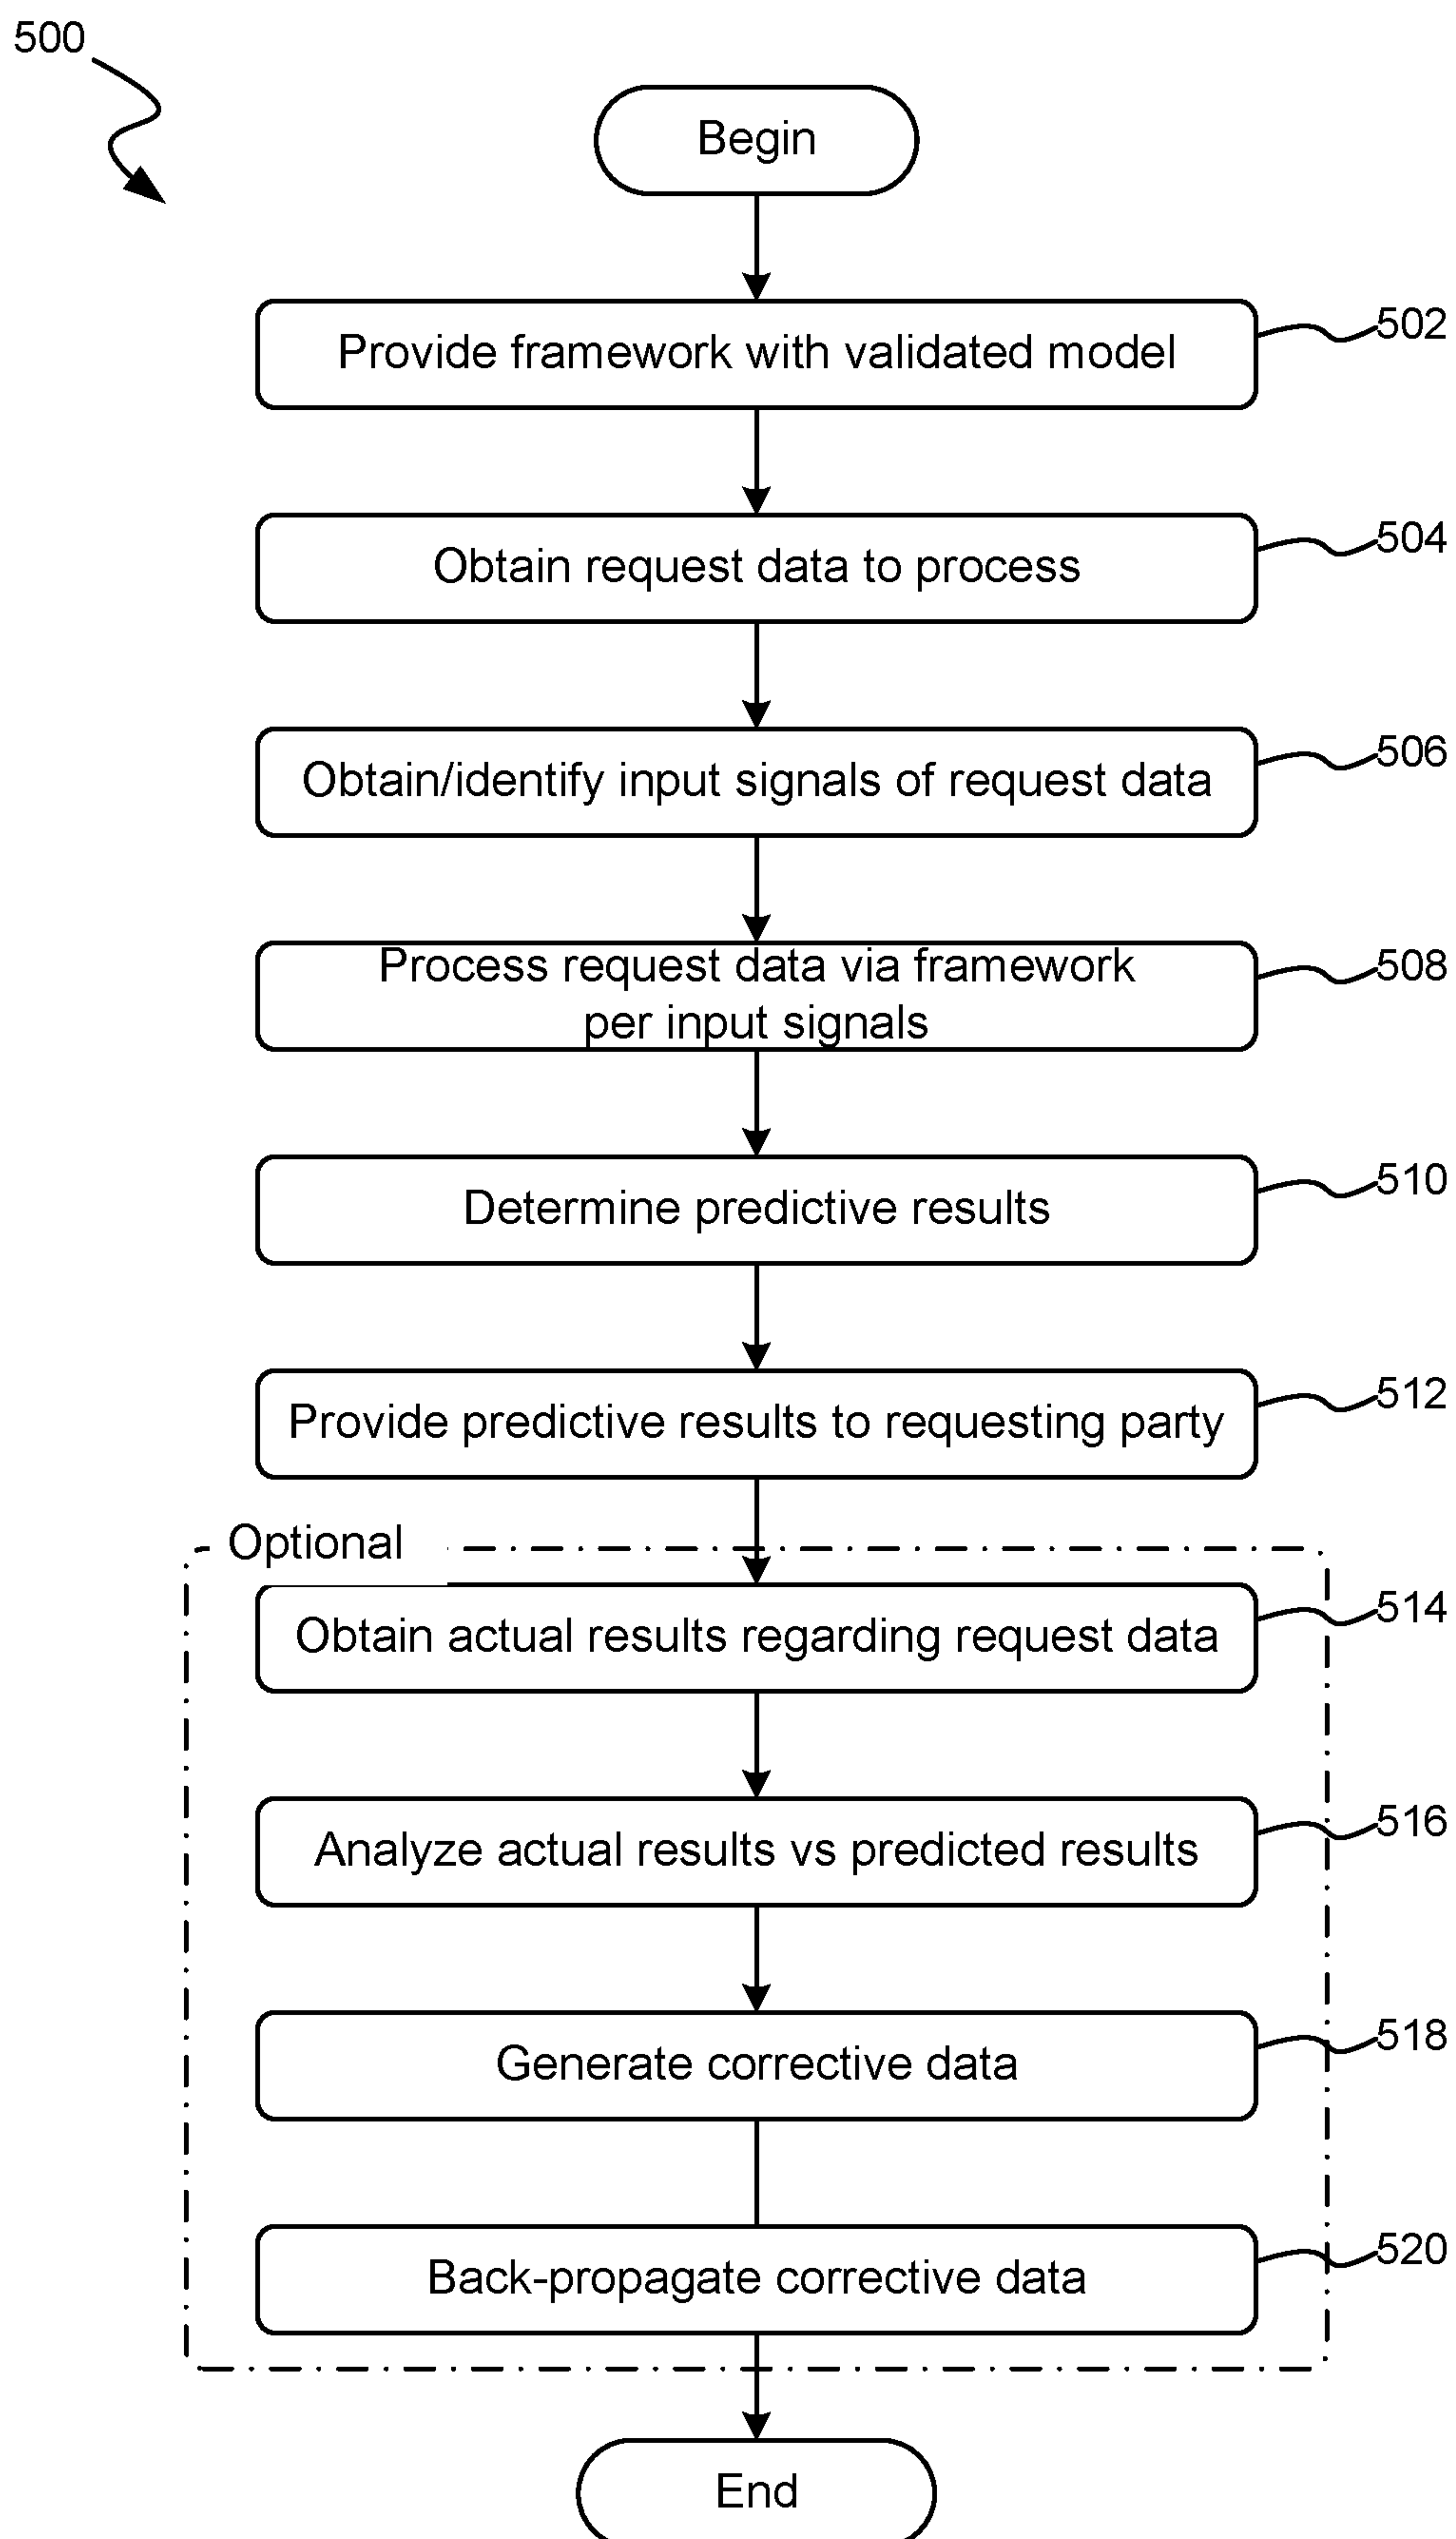 500
Begin
Provide framework with validated model
502
Obtain request data to process
504
Obtain/identify input signals of request data
506
Process request data via framework
per input signals
508
Determine predictive results
510
Provide predictive results to requesting party
512
Optional
Obtain actual results regarding request data
514
Analyze actual results vs predicted results
516
Generate corrective data
518
Back-propagate corrective data
520
End